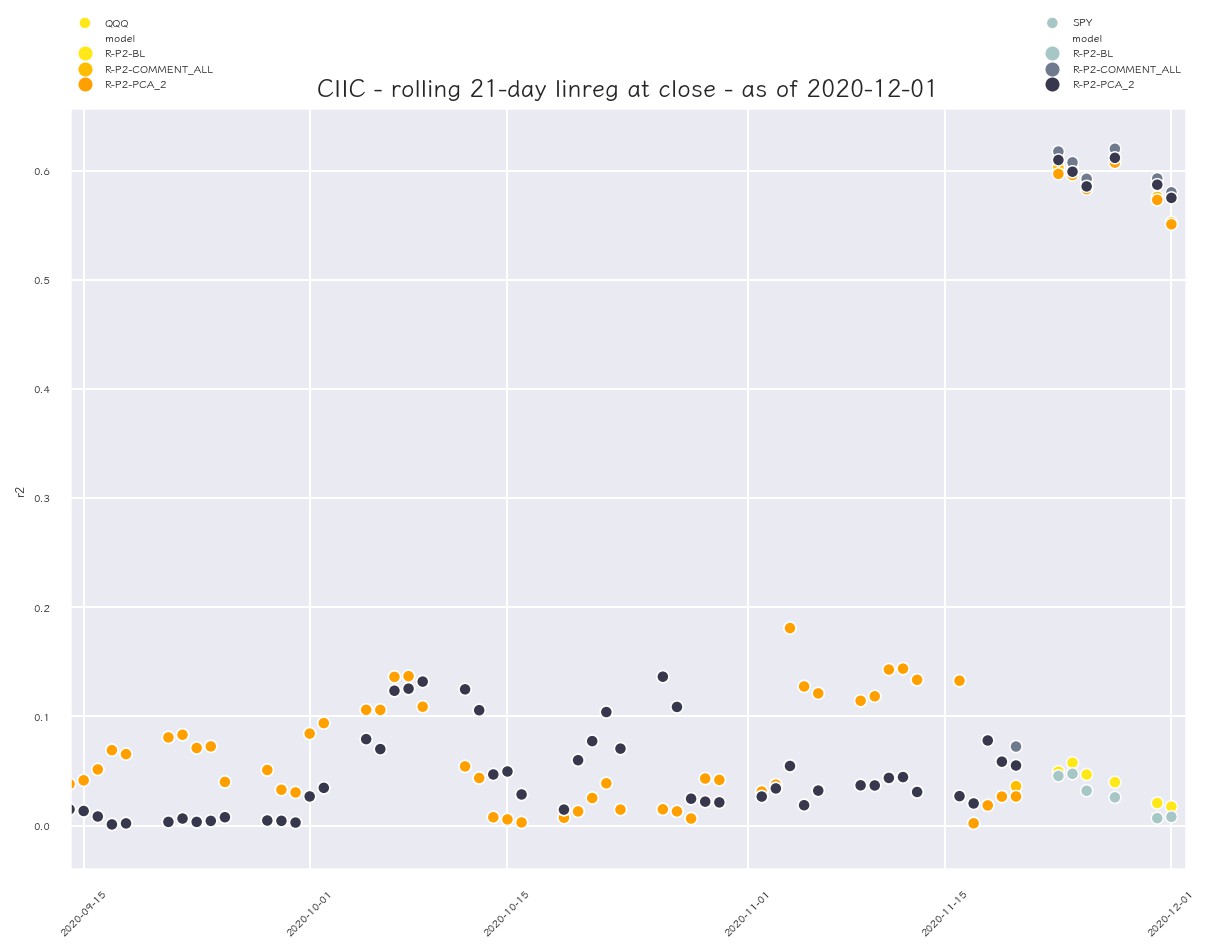 QQQ
model
R-P2-BL
R-P2-COMMENT_ALL
R-P2-PCA_2
SPY
model
R-P2-BL
R-P2-COMMENT_ALL
R-P2-PCA_2
CIIC - rolling 21-day linreg at close - as of 2020-12-01
0.6
0.5
0.4
0.3
0.2
0.1
0.0
r2
2020-09-15
2020-10-01
2020-10-15
2020-11-01
2020-11-15
2020-12-01